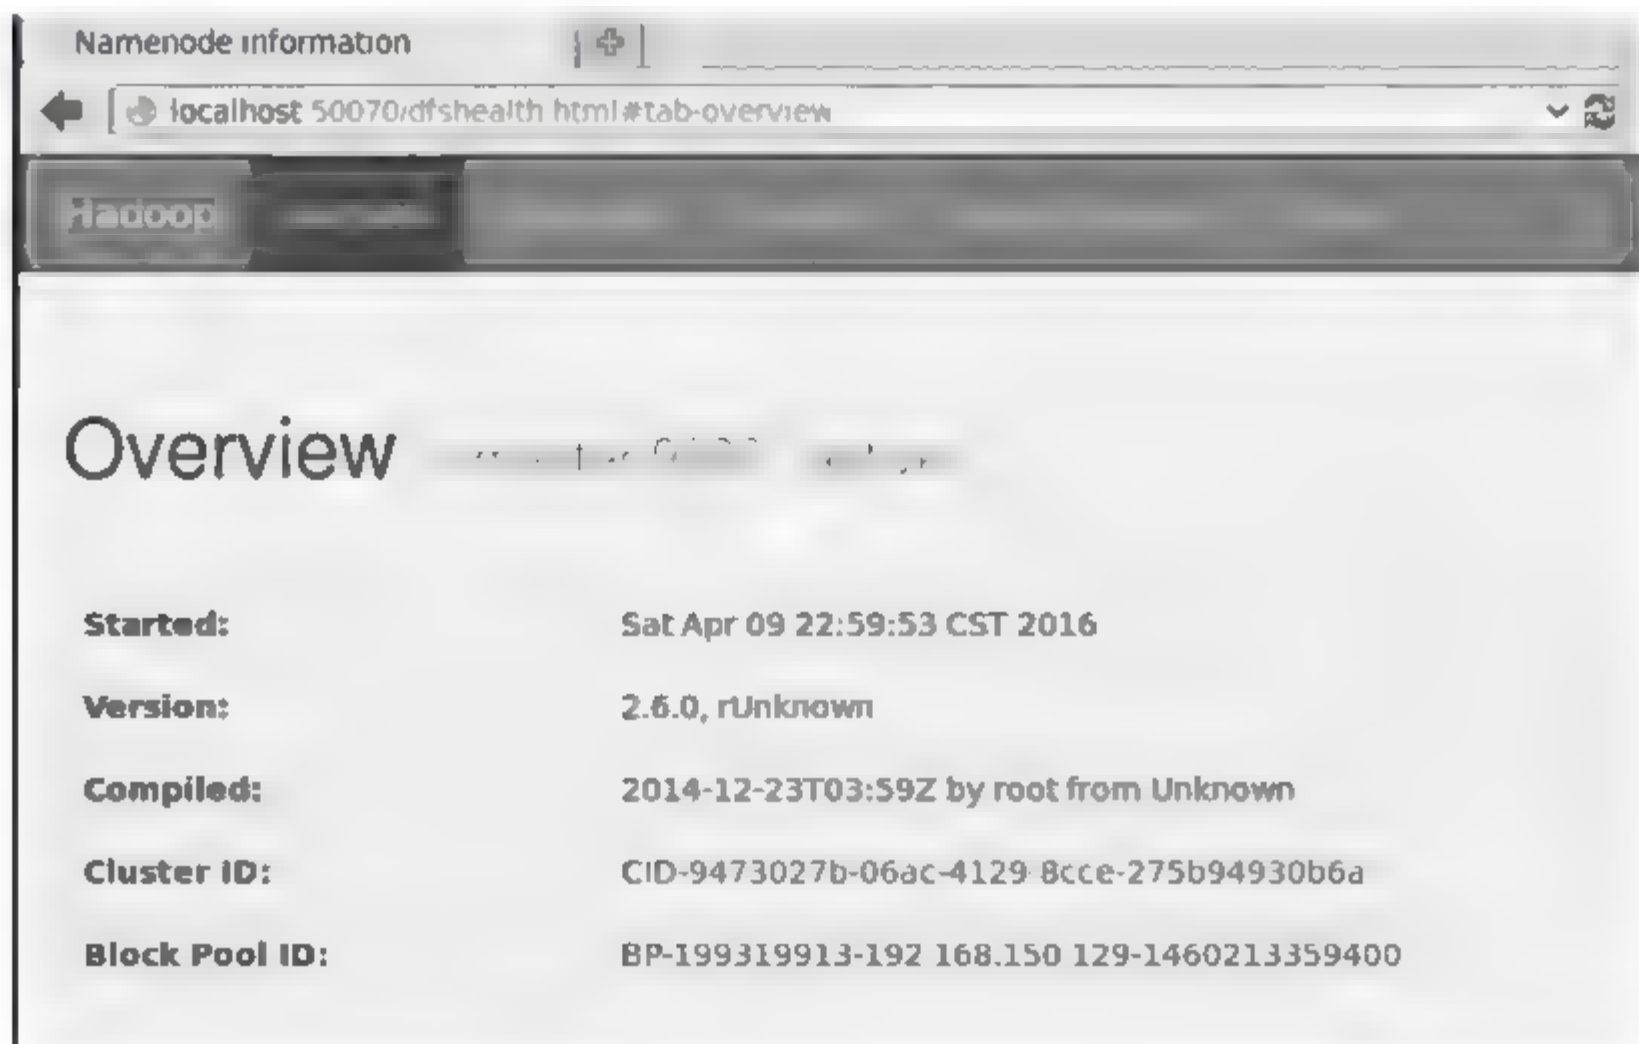 Namenode information
localhost 50070/dfshealth html#tab-overview
Hadoop
Overview
Started: Sat Apr 09 22:59:53 CST 2016
Version: 2.6.0, rUnknown
Compiled: 2014-12-23T03:59Z by root from Unknown
Cluster ID: CID-9473027b-06ac-4129 8cce-275b94930b6a
Block Pool ID: BP-199319913-192 168.150 129-1460213359400